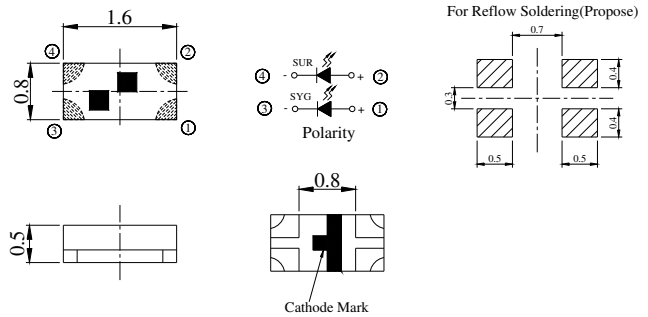 For Reflow Soldering(Propose)
1.6
0.7
④
②
0.8
③
①
④ - SUR + ②
③ - SYG + ①
Polarity
0.4
0.3
0.4
0.5
0.5
0.5
0.8
Cathode Mark